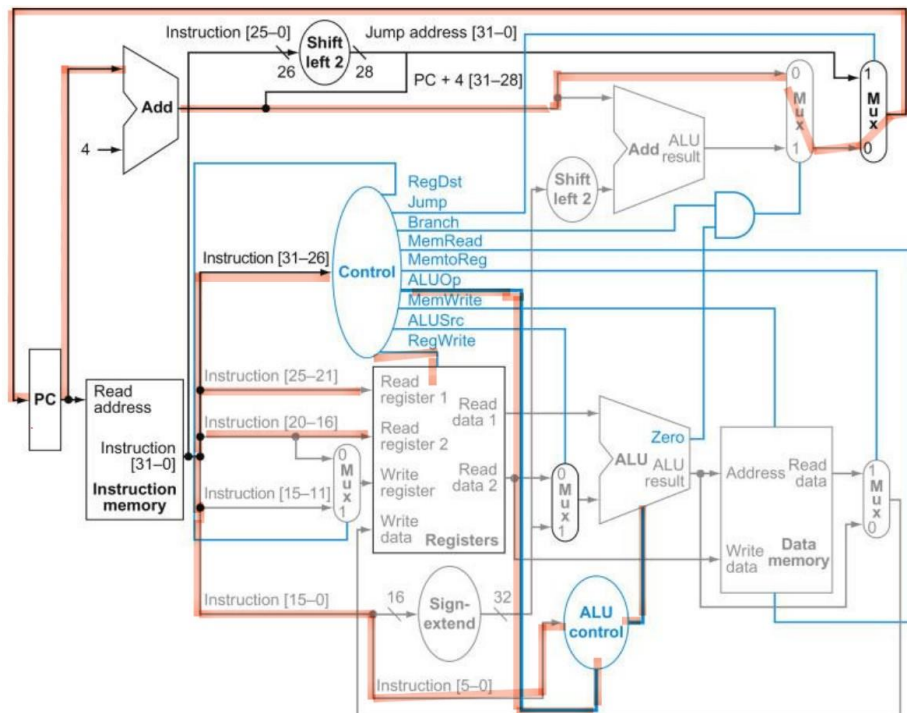 Instruction [25–0]
Shift
left 2
Jump address [31–0]
26
28
PC + 4 [31–28]
Add
4
0
M
u
x
1
1
M
u
x
0
Add
ALU
result
Shift
left 2
RegDst
Jump
Branch
MemRead
MemtoReg
ALUOp
MemWrite
ALUSrc
RegWrite
Instruction [31–26]
Control
PC
Read
address
Instruction
[31–0]
Instruction
memory
Instruction [25–21]
Instruction [20–16]
Instruction [15–11]
0
M
u
x
1
Read
register 1
Read
register 2
Write
register
Write
data
Read
data 1
Read
data 2
Registers
0
M
u
x
1
Zero
ALU
ALU
result
Address
Read
data
Write
data
Data
memory
1
M
u
x
0
Instruction [15–0]
16
Sign-
extend
32
ALU
control
Instruction [5–0]